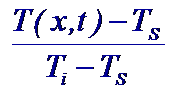 T( x,t ) − T_S
T_i − T_S